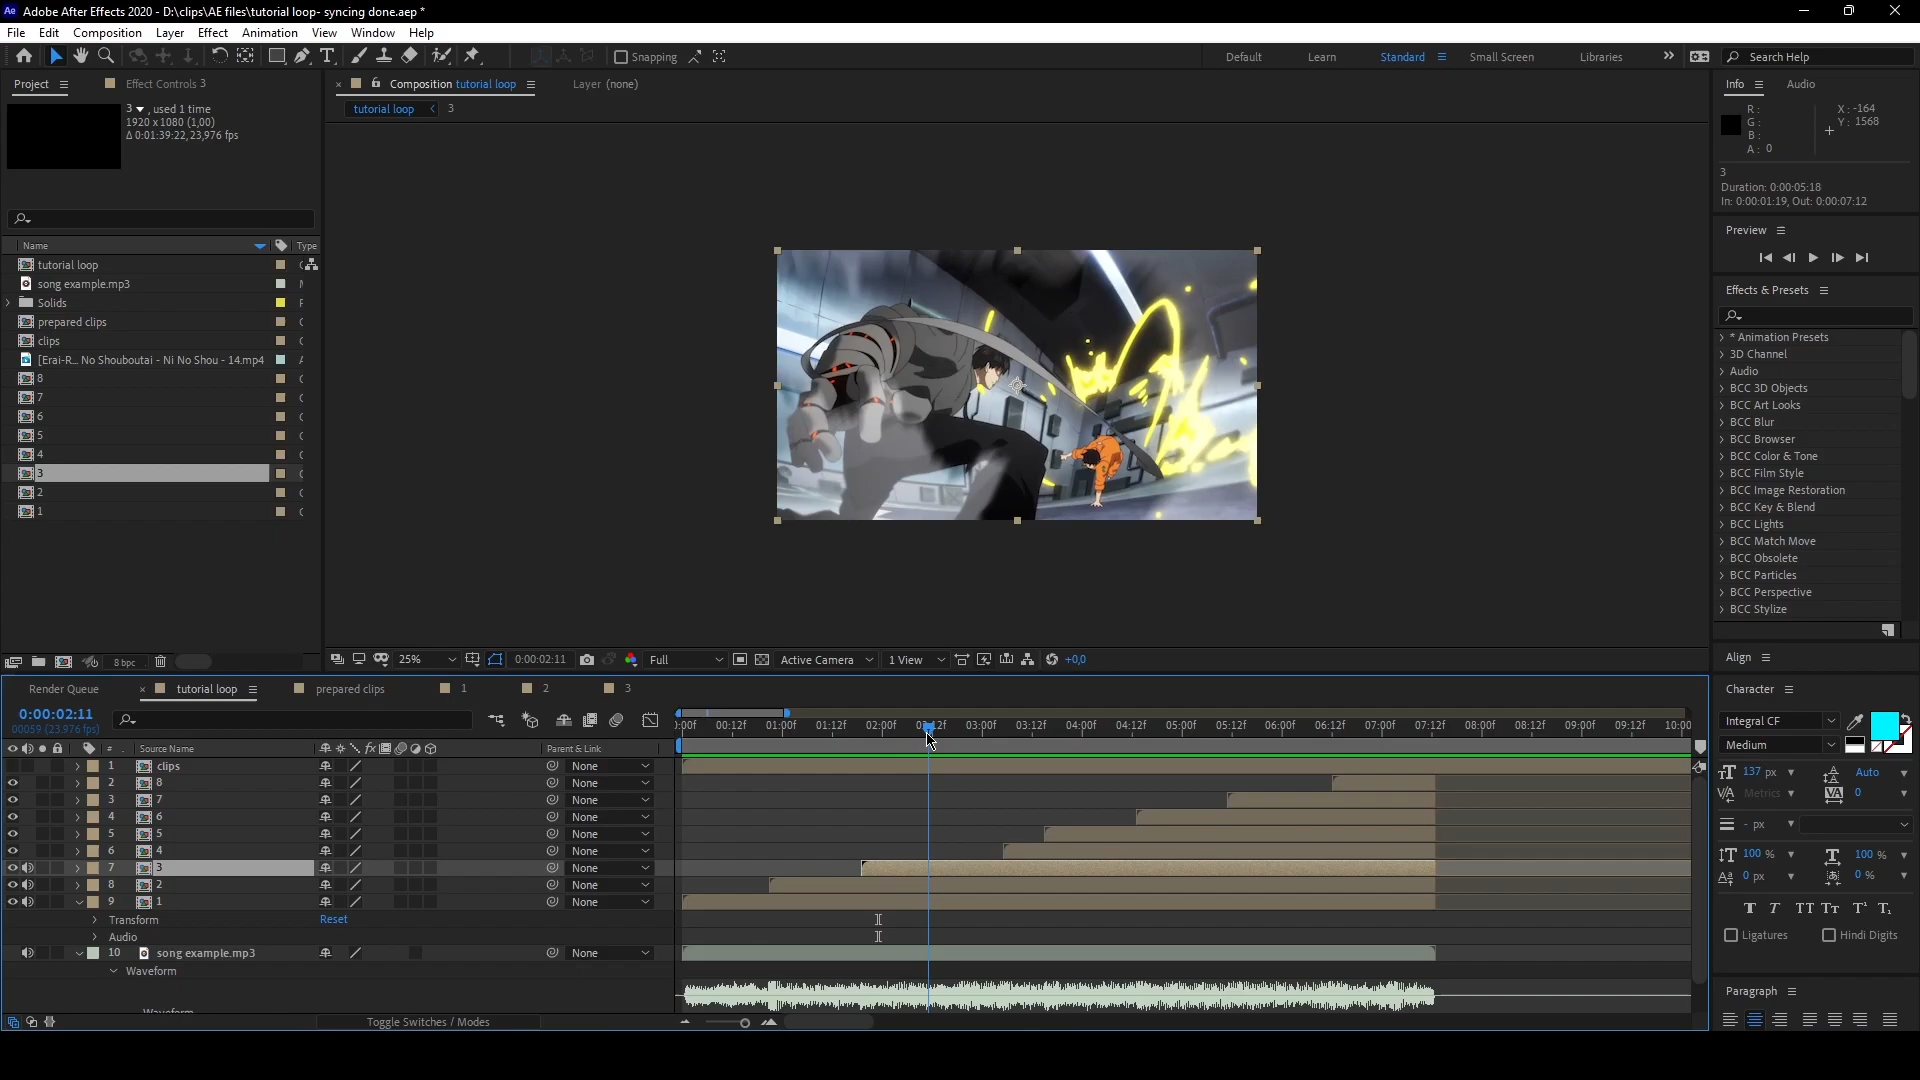 Ae Adobe After Effects 2020 - D:\clips\AE files\tutorial loop- syncing done.aep *
File Edit Composition Layer Effect Animation View Window Help
Snapping Default Learn Standard Small Screen Libraries Search Help
Project Effect Controls 3
3 , used 1 time
1920 x 1080 (1,00)
Δ 0:01:39:22, 23,976 fps
Name Type
tutorial loop
song example.mp3
Solids
prepared clips
clips
[Erai-R... No Shouboutai - Ni No Shou - 14.mp4
8
7
6
5
4
3
2
1
8 bpc
Composition tutorial loop Layer (none)
tutorial loop 3
25% 0:00:02:11 Full Active Camera 1 View +0,0
Info Audio
R: X: -164
G: Y: 1568
B:
A: 0
3
Duration: 0:00:05:18
In: 0:00:01:19, Out: 0:00:07:12
Preview
Effects & Presets
* Animation Presets
3D Channel
Audio
BCC 3D Objects
BCC Art Looks
BCC Blur
BCC Browser
BCC Color & Tone
BCC Film Style
BCC Image Restoration
BCC Key & Blend
BCC Lights
BCC Match Move
BCC Obsolete
BCC Particles
BCC Perspective
BCC Stylize
Align
Character
Integral CF
Medium
137 px Auto
Metrics 0
- px
100 % 100 %
0 px 0 %
T T TT Tт T¹ T₁
Ligatures Hindi Digits
Paragraph
Render Queue tutorial loop prepared clips 1 2 3
0:00:02:11
00059 (23.976 fps)
# Source Name Parent & Link
):00f 00:12f 01:00f 01:12f 02:00f 02:12f 03:00f 03:12f 04:00f 04:12f 05:00f 05:12f 06:00f 06:12f 07:00f 07:12f 08:00f 08:12f 09:00f 09:12f 10:00
1 clips None
2 8 None
3 7 None
4 6 None
5 5 None
6 4 None
7 3 None
8 2 None
9 1 None
Transform Reset
Audio
10 song example.mp3 None
Waveform
Waveform
Toggle Switches / Modes